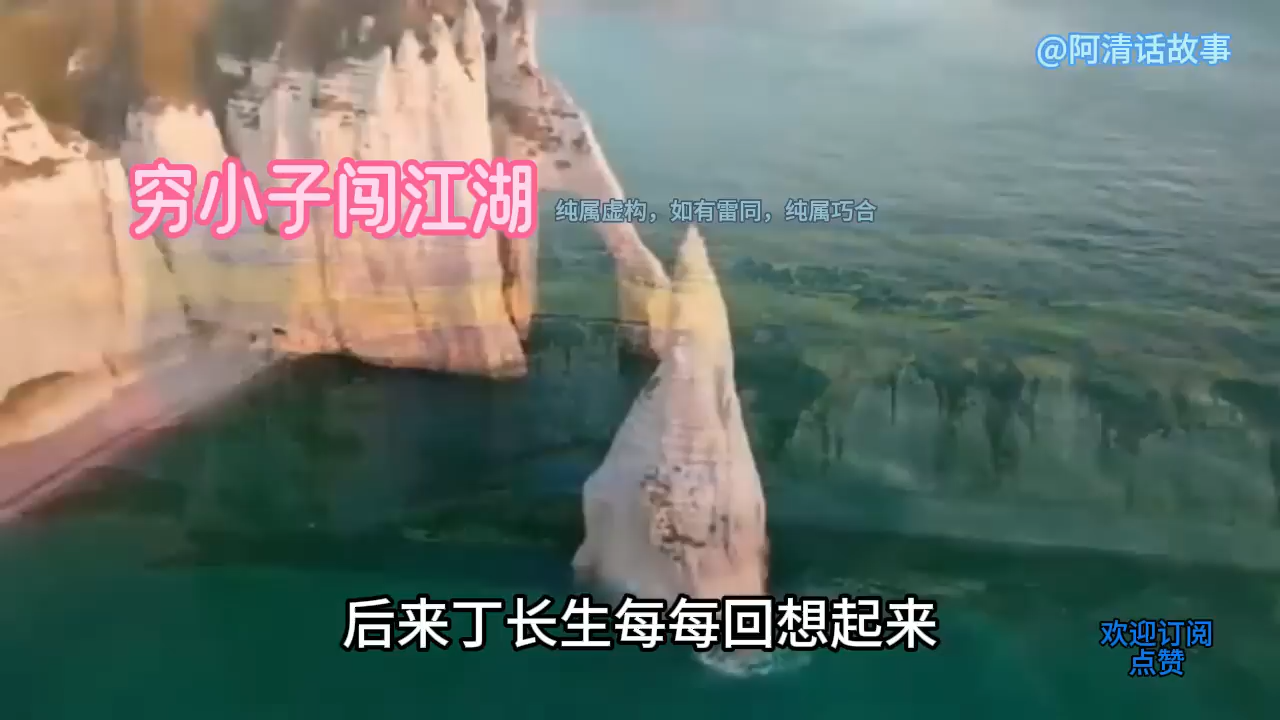 @阿清话故事
穷小子闯江湖
纯属虚构，如有雷同，纯属巧合
后来丁长生每每回想起来
欢迎订阅
点赞